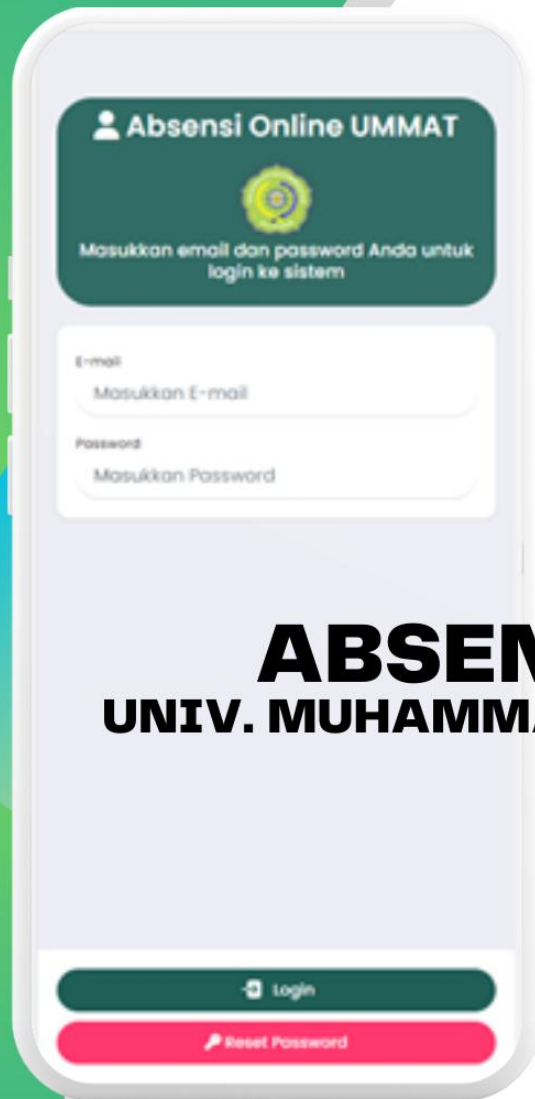 Absensi Online UMMAT
Masukkan email dan password Anda untuk
login ke sistem
E-mail
Masukkan E-mail
Password
Masukkan Password
ABSEN
UNIV. MUHAMMA
Login
Reset Password